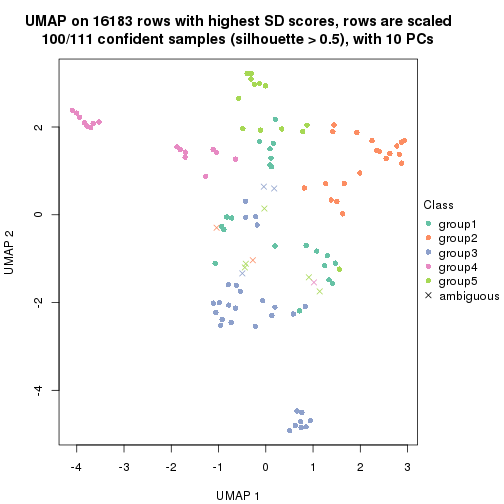 UMAP on 16183 rows with highest SD scores, rows are scaled
100/111 confident samples (silhouette > 0.5), with 10 PCs
2
0
-2
-4
UMAP 2
-4 -3 -2 -1 0 1 2 3
UMAP 1
Class
group1
group2
group3
group4
group5
ambiguous